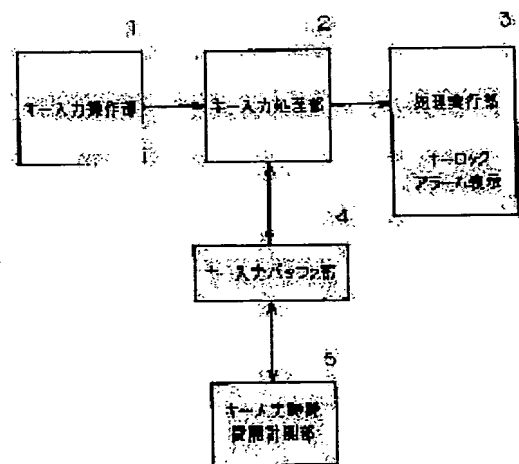 1
2
3
キー入力操作部
キー入力処理部
処理実行部
キーロック
アラーム表示
4
キー入力バッファ部
5
キー入力時間
間隔計測部